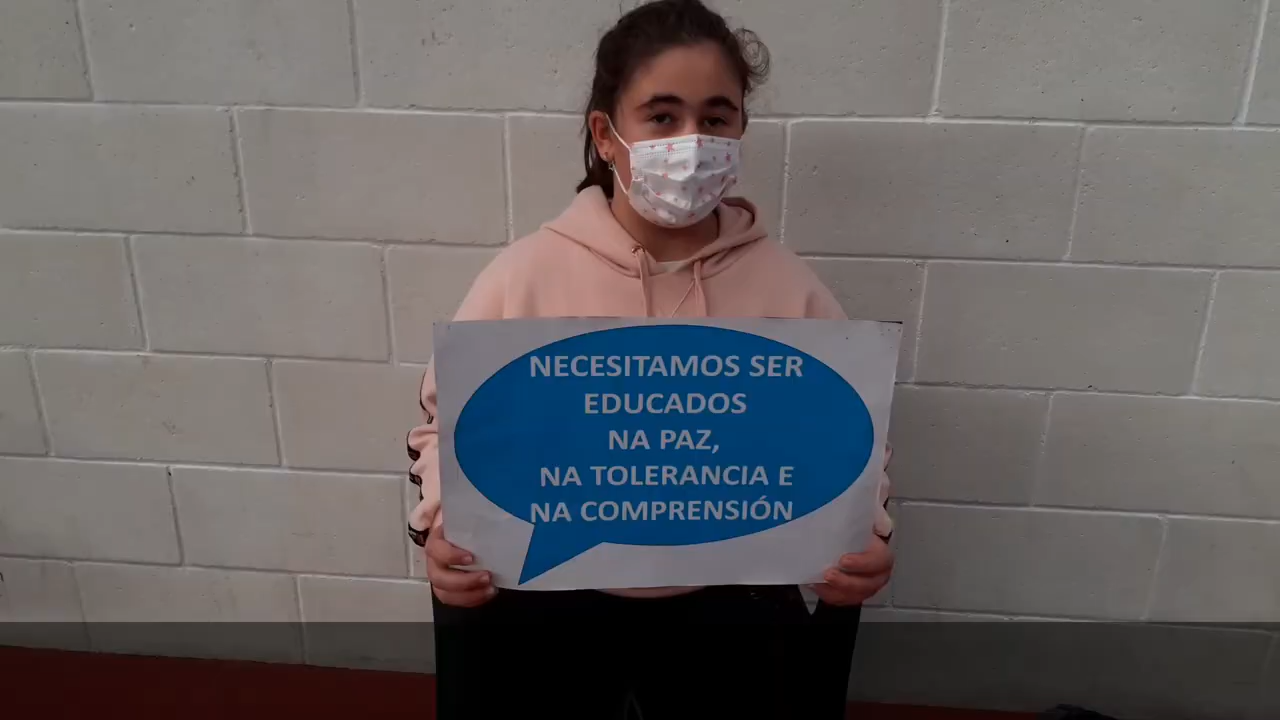 NECESITAMOS SER
EDUCADOS
NA PAZ,
NA TOLERANCIA E
NA COMPRENSIÓN